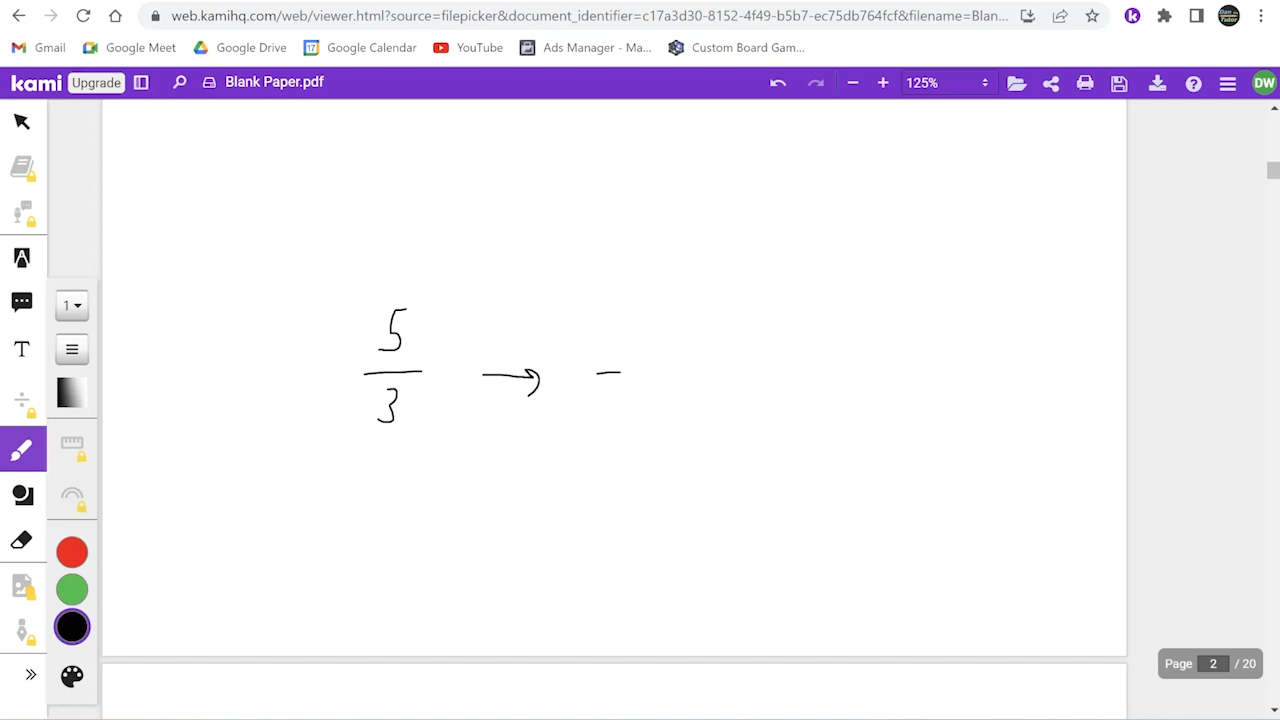 web.kamihq.com/web/viewer.html?source=filepicker&document_identifier=c17a3d30-8152-4f49-b5b7-ec75db764fcf&filename=Blan...
Gmail Google Meet Google Drive 17 Google Calendar YouTube Ads Manager - Ma... Custom Board Gam...
kami Upgrade Blank Paper.pdf 125% DW
A
1
T
5
→ −
3
Page 2 / 20